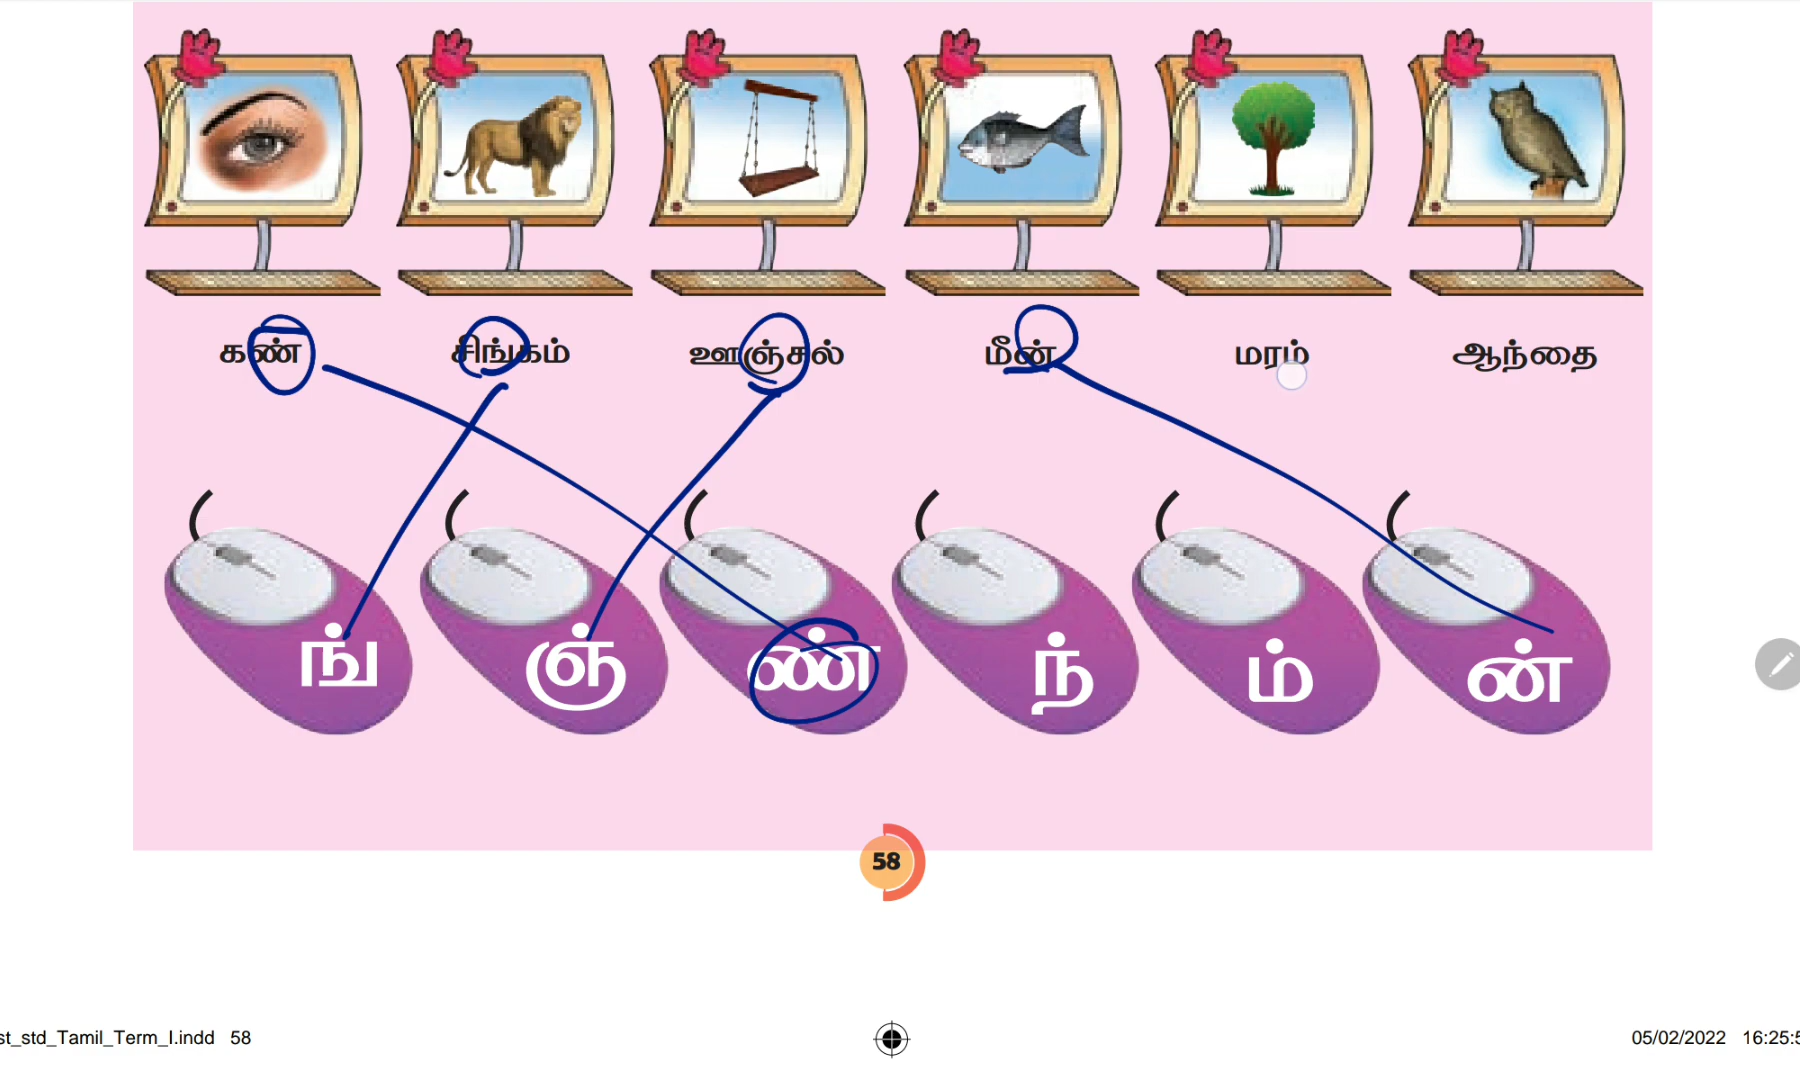 கண் சிங்கம் ஊஞ்சல் மீன் மரம் ஆந்தை
ங் ஞ் ண் ந் ம் ன்
58
st_std_Tamil_Term_I.indd 58 05/02/2022 16:25:5